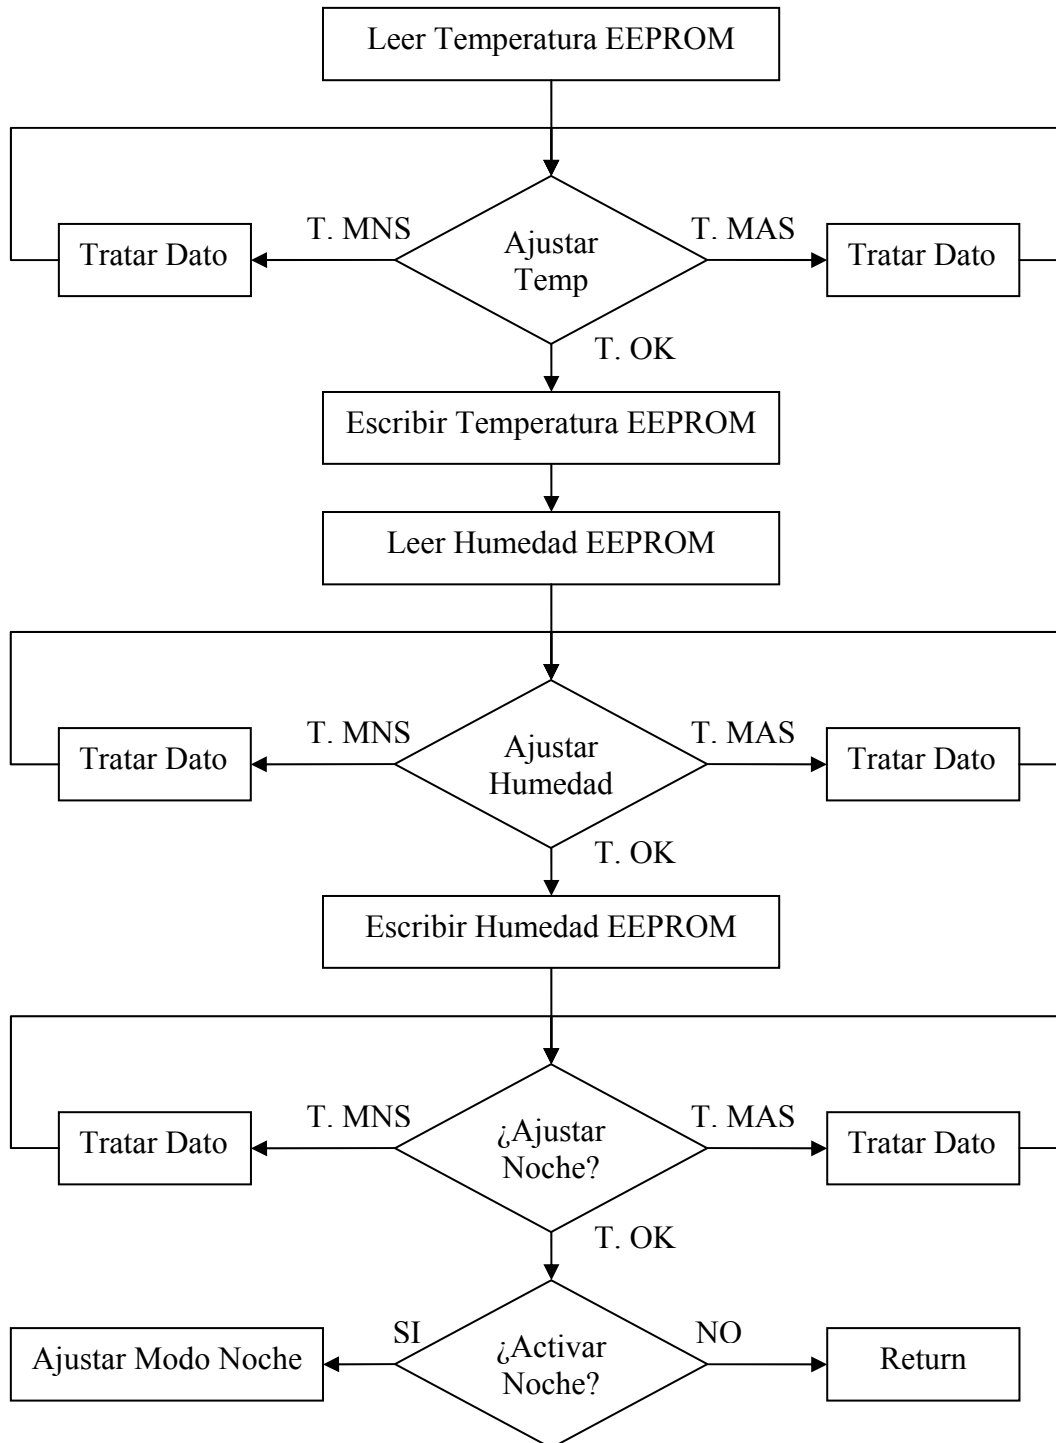 Leer Temperatura EEPROM
T. MNS
T. MAS
Tratar Dato
Ajustar
Temp
Tratar Dato
T. OK
Escribir Temperatura EEPROM
Leer Humedad EEPROM
T. MNS
T. MAS
Tratar Dato
Ajustar
Humedad
Tratar Dato
T. OK
Escribir Humedad EEPROM
T. MNS
T. MAS
Tratar Dato
¿Ajustar
Noche?
Tratar Dato
T. OK
SI
NO
Ajustar Modo Noche
¿Activar
Noche?
Return